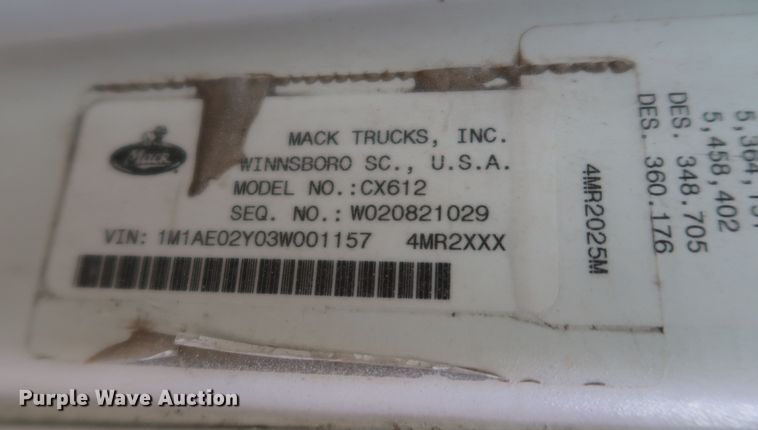 Mack
MACK TRUCKS, INC.
WINNSBORO SC., U.S.A.
MODEL NO.:CX612
SEQ. NO.: W020821029
VIN: 1M1AE02Y03W001157 4MR2XXX
4MR2025M
5,458,402
DES. 348.705
DES. 360.176
Purple Wave Auction